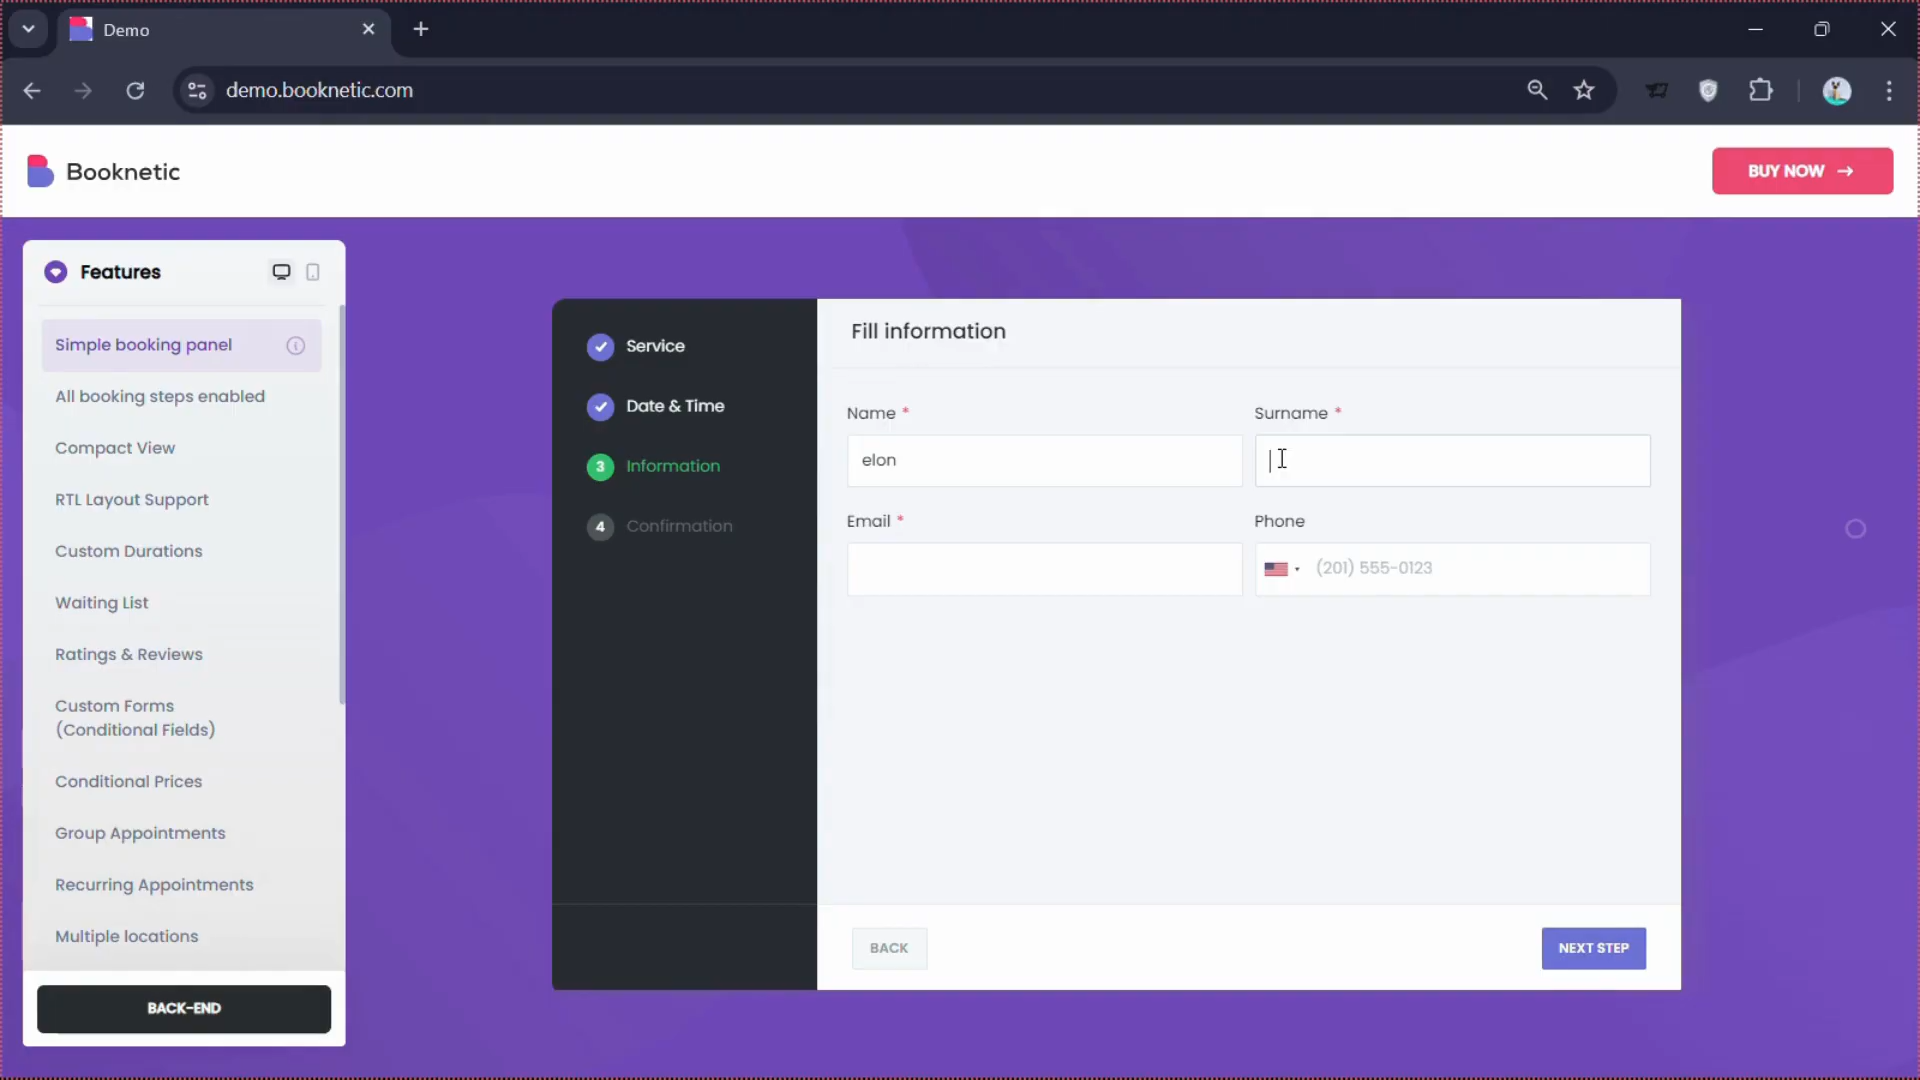 Demo
demo.booknetic.com
Booknetic
BUY NOW →
Features
Simple booking panel
All booking steps enabled
Compact View
RTL Layout Support
Custom Durations
Waiting List
Ratings & Reviews
Custom Forms
(Conditional Fields)
Conditional Prices
Group Appointments
Recurring Appointments
Multiple locations
BACK-END
Service
Date & Time
3 Information
4 Confirmation
Fill information
Name *
Surname *
elon
Email *
Phone
(201) 555-0123
BACK
NEXT STEP